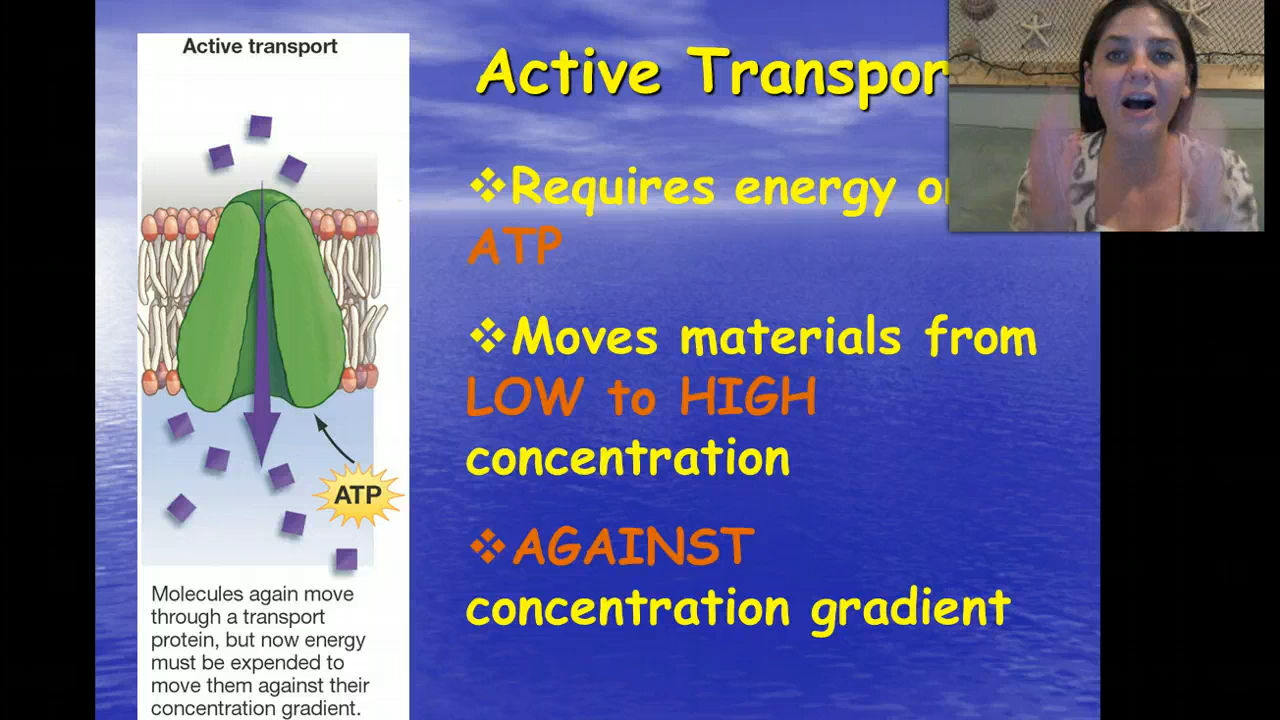 Active transport
ATP
Molecules again move
through a transport
protein, but now energy
must be expended to
move them against their
concentration gradient.
Active Transpor
❖Requires energy o
ATP
❖Moves materials from
LOW to HIGH
concentration
❖AGAINST
concentration gradient